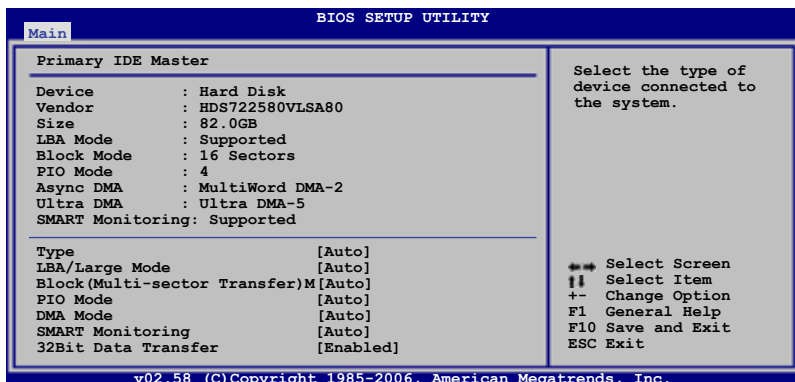 BIOS SETUP UTILITY
Main
Primary IDE Master
Device : Hard Disk
Vendor : HDS722580VLSA80
Size : 82.0GB
LBA Mode : Supported
Block Mode : 16 Sectors
PIO Mode : 4
Async DMA : MultiWord DMA-2
Ultra DMA : Ultra DMA-5
SMART Monitoring: Supported
Type [Auto]
LBA/Large Mode [Auto]
Block(Multi-sector Transfer)M[Auto]
PIO Mode [Auto]
DMA Mode [Auto]
SMART Monitoring [Auto]
32Bit Data Transfer [Enabled]
Select the type of
device connected to
the system.
Select Screen
Select Item
+- Change Option
F1 General Help
F10 Save and Exit
ESC Exit
v02.58 (C)Copyright 1985-2006, American Megatrends, Inc.